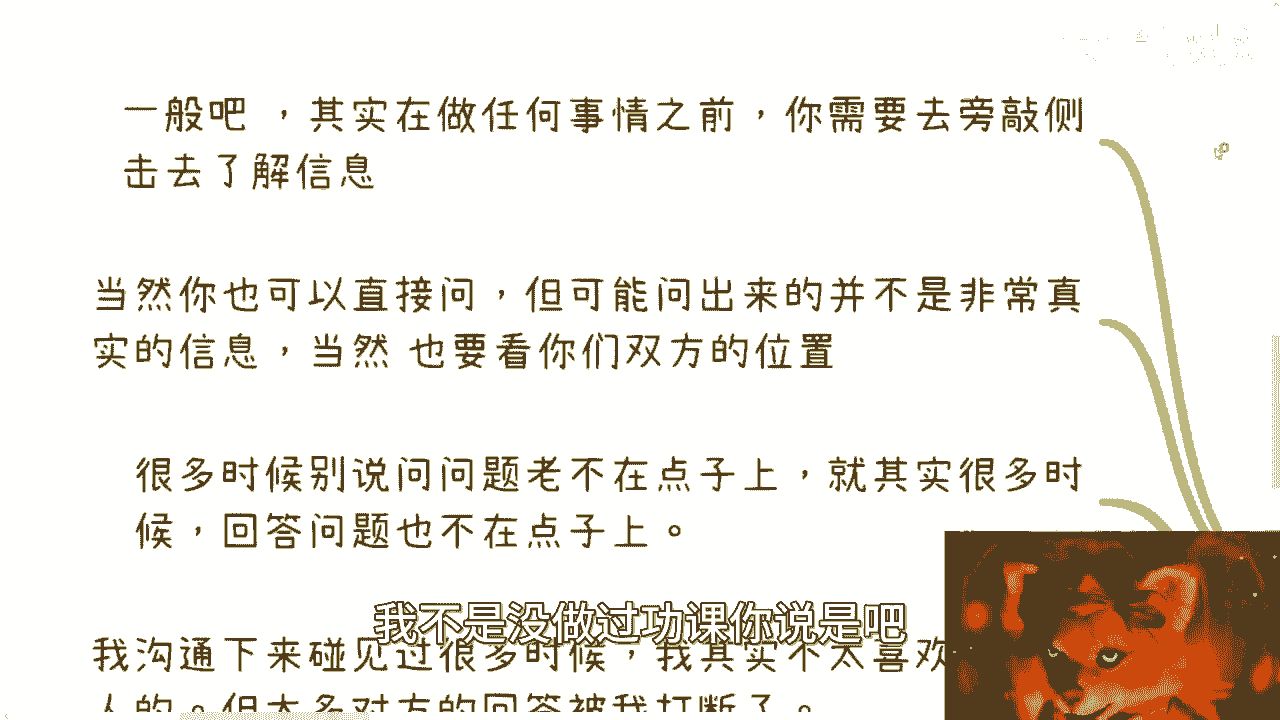 一般吧 ，其实在做任何事情之前，你需要去旁敲侧
击去了解信息
当然你也可以直接问，但可能问出来的并不是非常真
实的信息，当然 也要看你们双方的位置
很多时候别说问问题老不在点子上，就其实很多时
候，回答问题也不在点子上。
我不是没做过功课你说是吧
我沟通下来碰见过很多时候，我其实不太喜欢
人的。但大多对方的回答被我打断了。